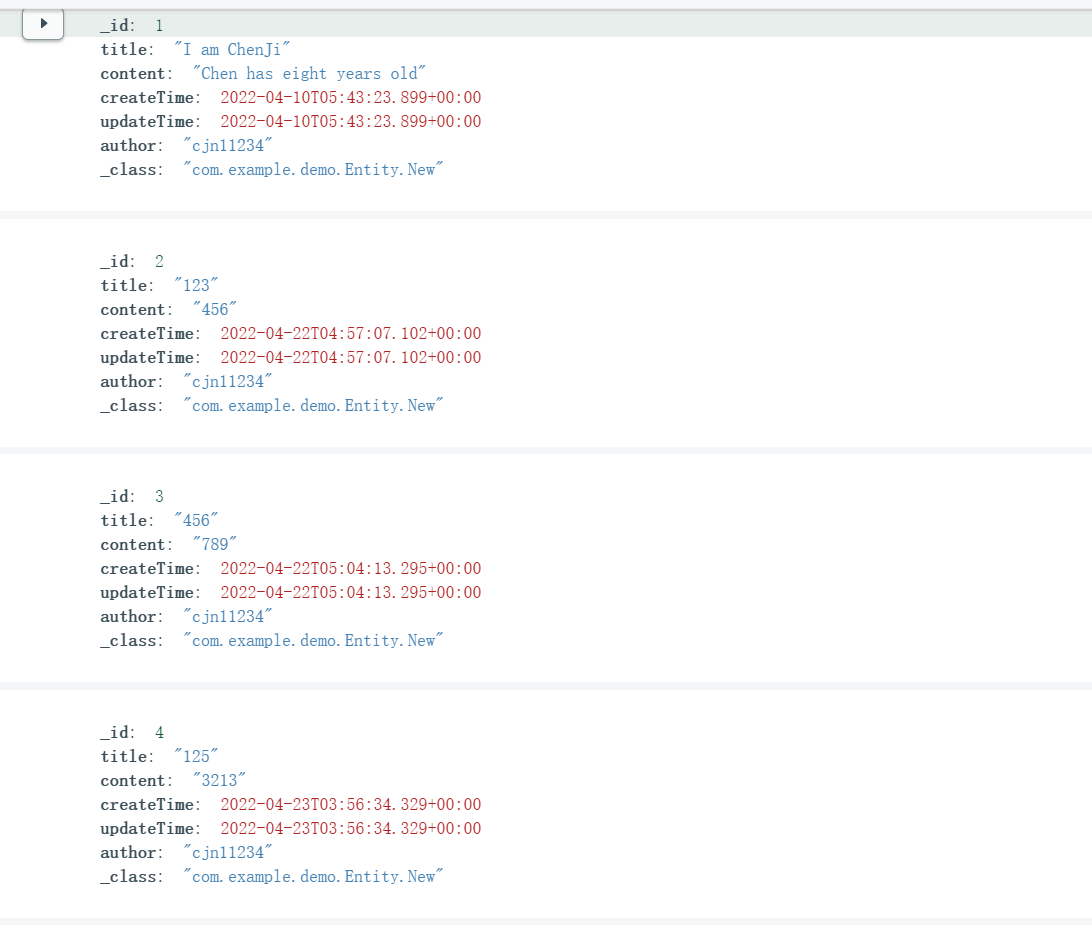 _id: 1
title: "I am ChenJi"
content: "Chen has eight years old"
createTime: 2022-04-10T05:43:23.899+00:00
updateTime: 2022-04-10T05:43:23.899+00:00
author: "cjn11234"
_class: "com.example.demo.Entity.New"
_id: 2
title: "123"
content: "456"
createTime: 2022-04-22T04:57:07.102+00:00
updateTime: 2022-04-22T04:57:07.102+00:00
author: "cjn11234"
_class: "com.example.demo.Entity.New"
_id: 3
title: "456"
content: "789"
createTime: 2022-04-22T05:04:13.295+00:00
updateTime: 2022-04-22T05:04:13.295+00:00
author: "cjn11234"
_class: "com.example.demo.Entity.New"
_id: 4
title: "125"
content: "3213"
createTime: 2022-04-23T03:56:34.329+00:00
updateTime: 2022-04-23T03:56:34.329+00:00
author: "cjn11234"
_class: "com.example.demo.Entity.New"